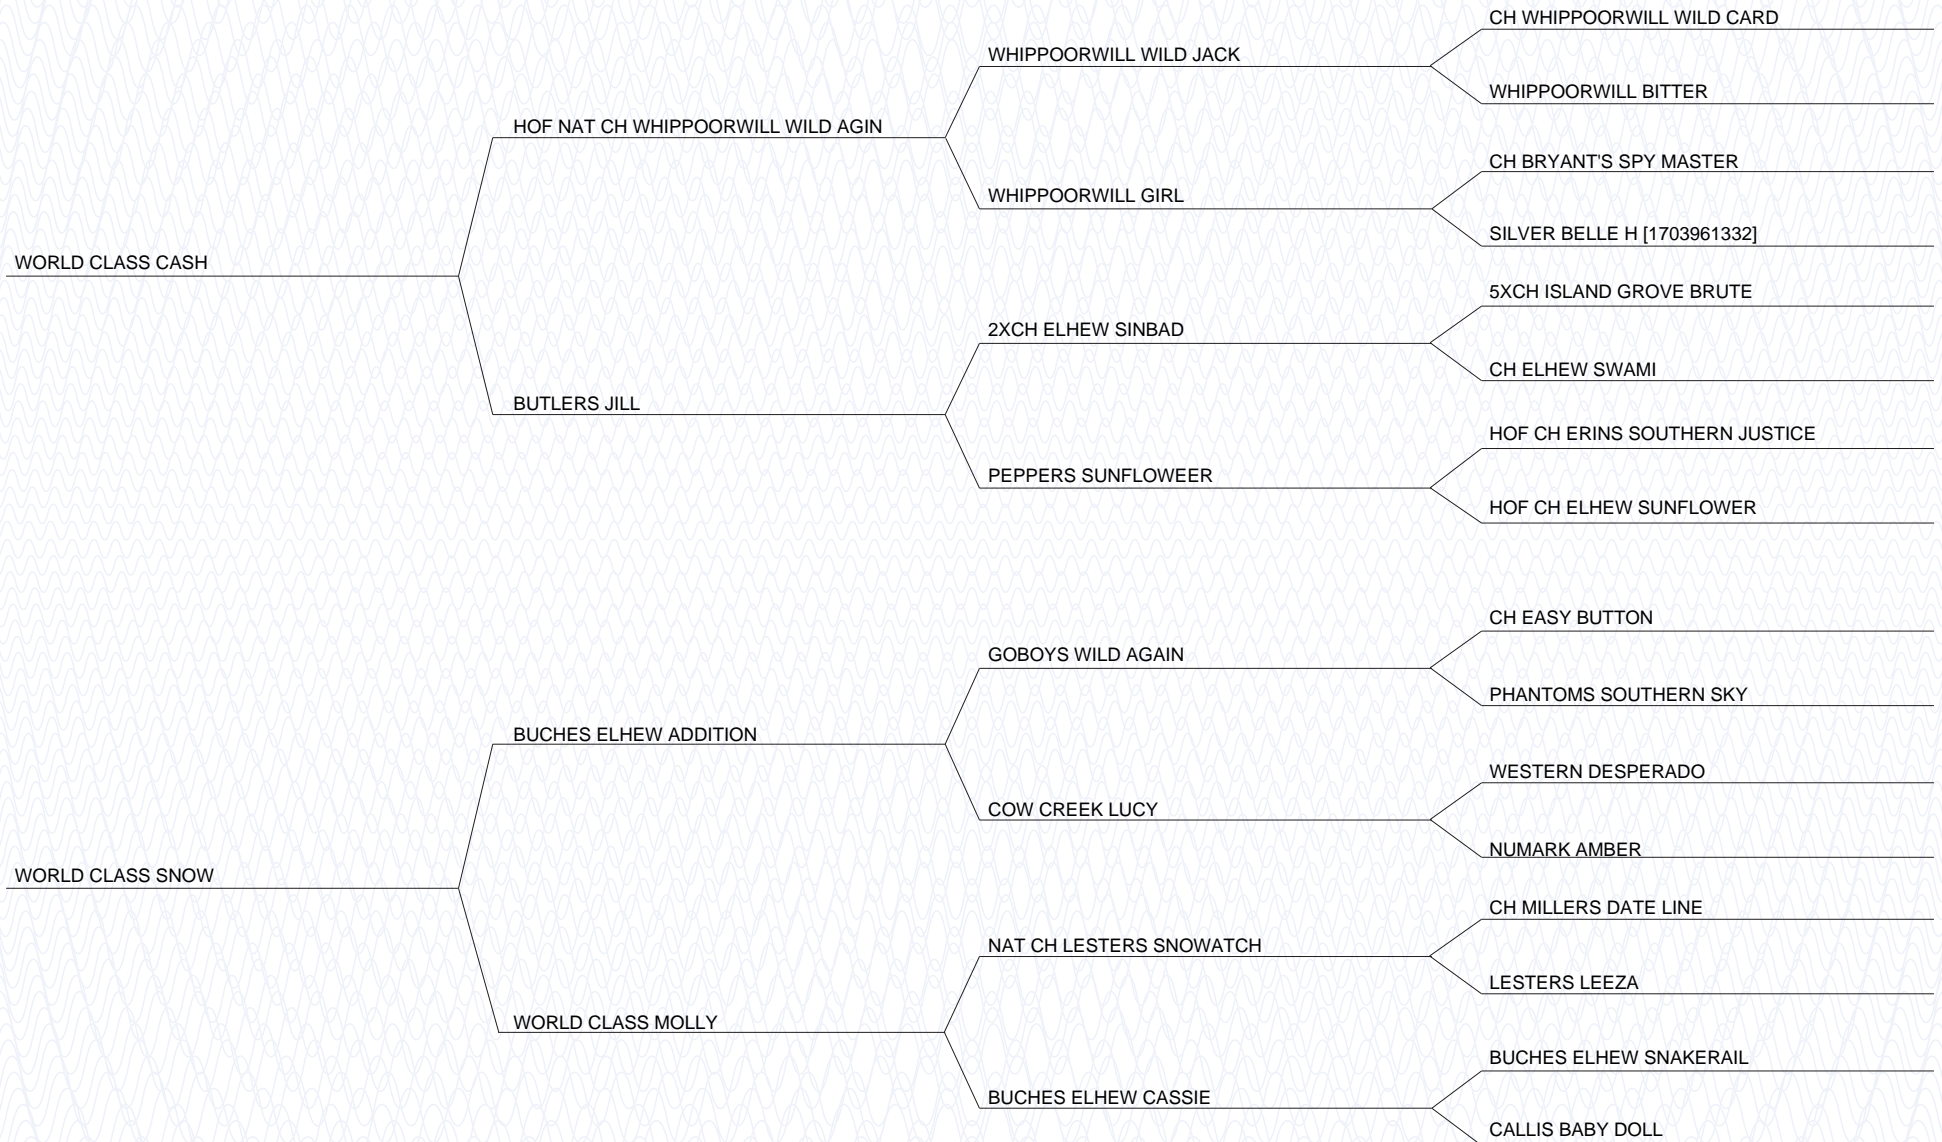 CH WHIPPOORWILL WILD CARD
WHIPPOORWILL WILD JACK
WHIPPOORWILL BITTER
HOF NAT CH WHIPPOORWILL WILD AGIN
CH BRYANT'S SPY MASTER
WHIPPOORWILL GIRL
SILVER BELLE H [1703961332]
WORLD CLASS CASH
5XCH ISLAND GROVE BRUTE
2XCH ELHEW SINBAD
CH ELHEW SWAMI
BUTLERS JILL
HOF CH ERINS SOUTHERN JUSTICE
PEPPERS SUNFLOWEER
HOF CH ELHEW SUNFLOWER
CH EASY BUTTON
GOBOYS WILD AGAIN
PHANTOMS SOUTHERN SKY
BUCHES ELHEW ADDITION
WESTERN DESPERADO
COW CREEK LUCY
NUMARK AMBER
WORLD CLASS SNOW
CH MILLERS DATE LINE
NAT CH LESTERS SNOWATCH
LESTERS LEEZA
WORLD CLASS MOLLY
BUCHES ELHEW SNAKERAIL
BUCHES ELHEW CASSIE
CALLIS BABY DOLL